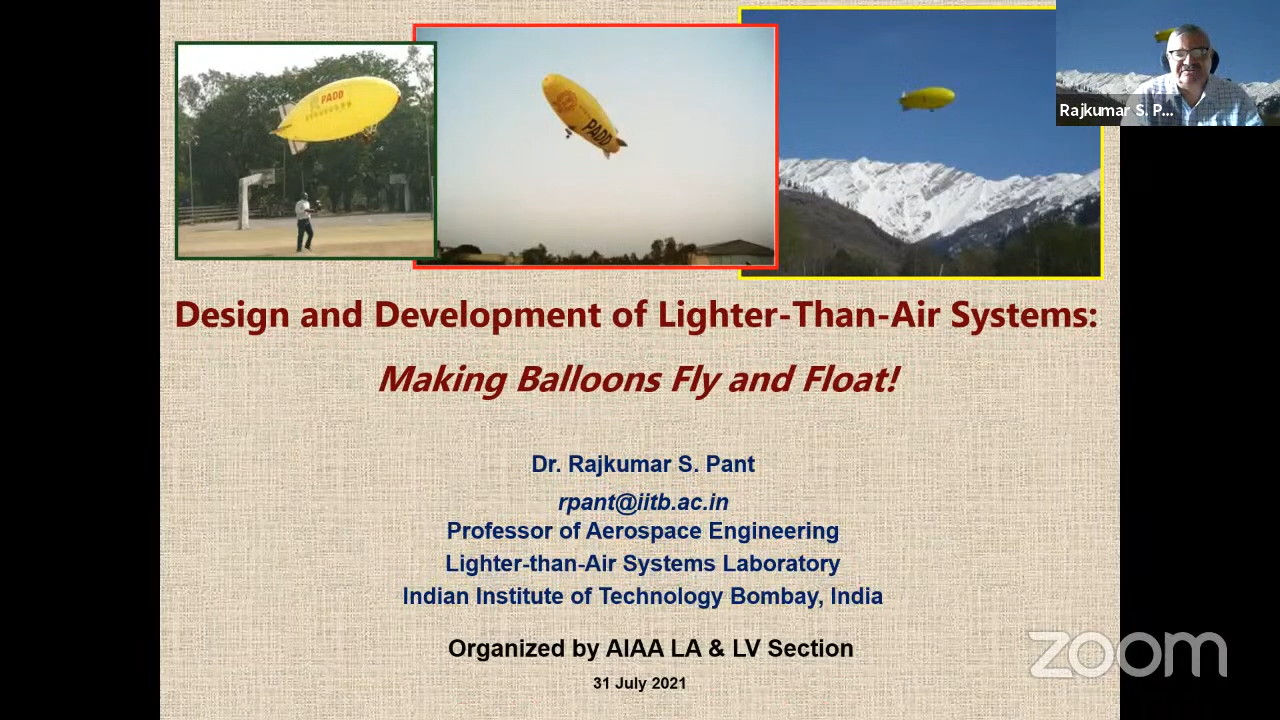 PADD
PADD
Rajkumar S. P...
Design and Development of Lighter-Than-Air Systems:
Making Balloons Fly and Float!
Dr. Rajkumar S. Pant
rpant@iitb.ac.in
Professor of Aerospace Engineering
Lighter-than-Air Systems Laboratory
Indian Institute of Technology Bombay, India
Organized by AIAA LA & LV Section
31 July 2021
zoom